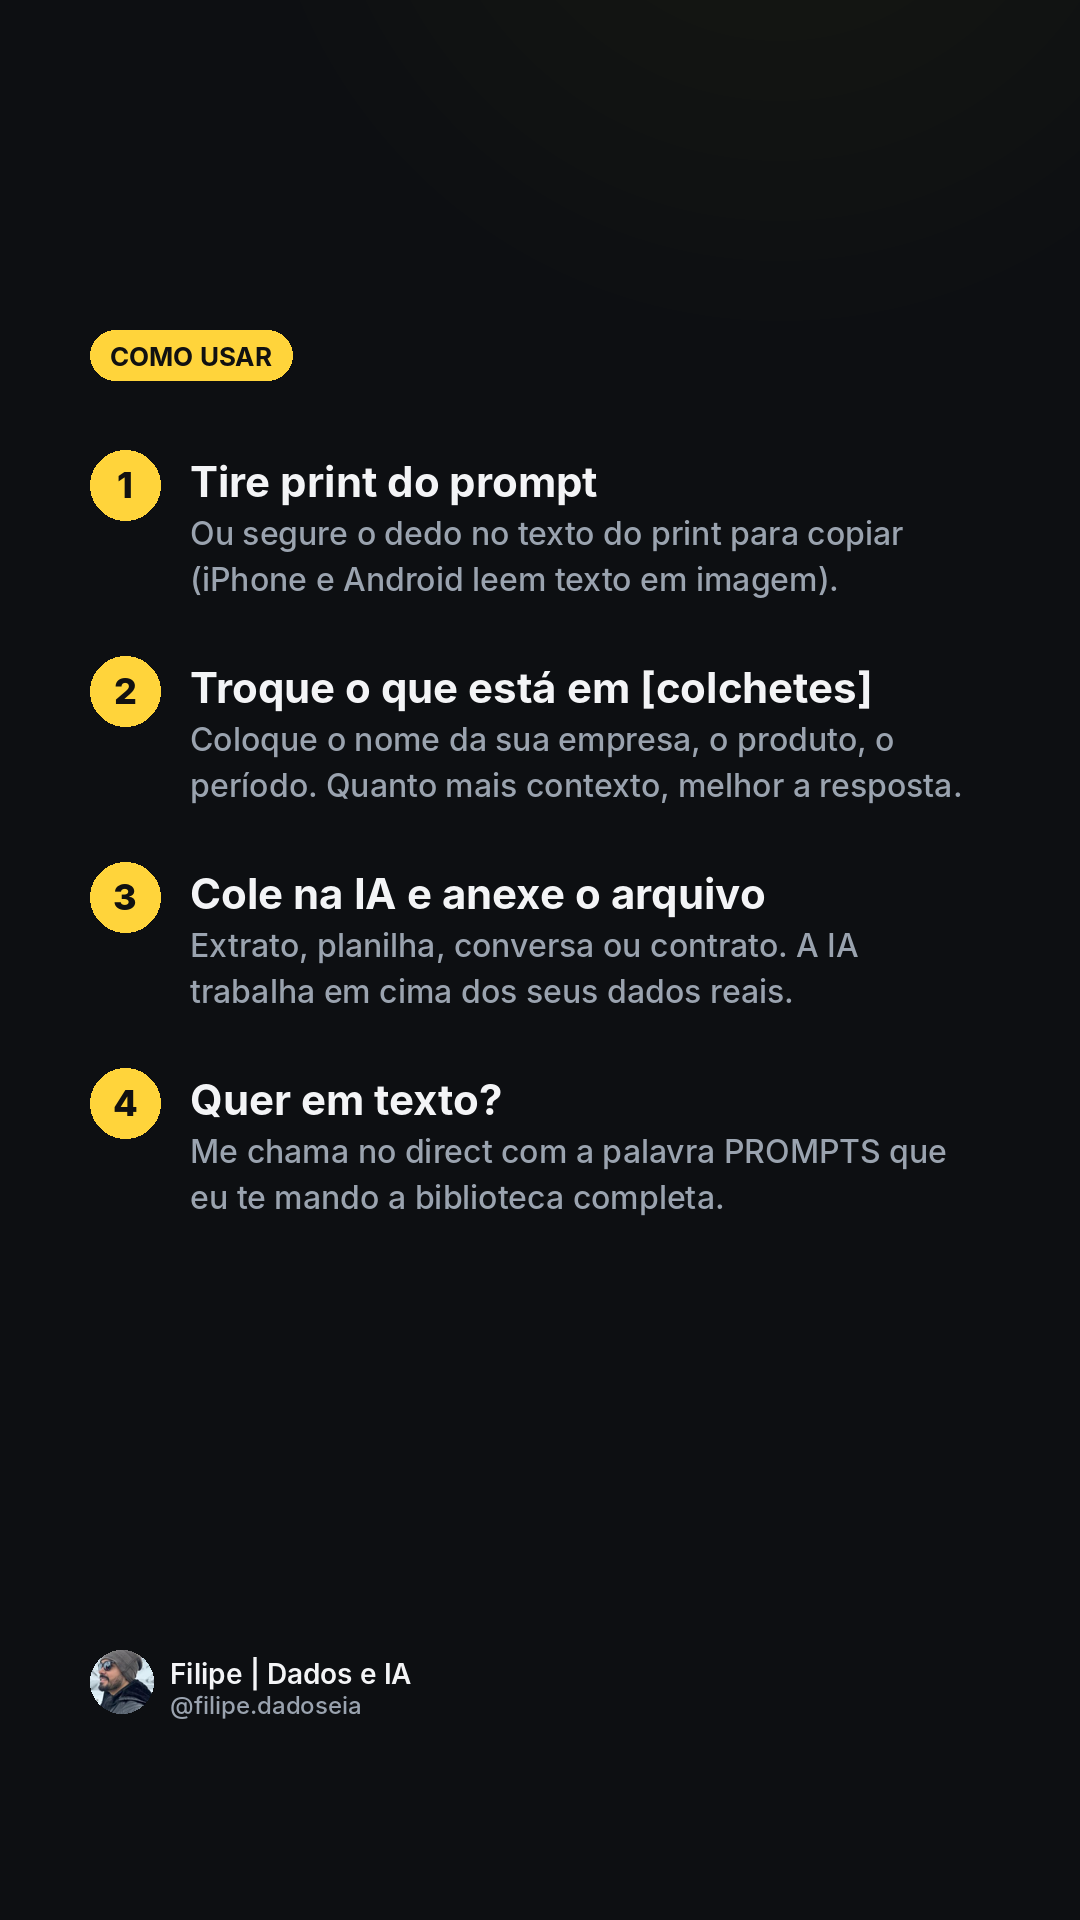 COMO USAR
1
Tire print do prompt
Ou segure o dedo no texto do print para copiar
(iPhone e Android leem texto em imagem).
2
Troque o que está em [colchetes]
Coloque o nome da sua empresa, o produto, o
período. Quanto mais contexto, melhor a resposta.
3
Cole na IA e anexe o arquivo
Extrato, planilha, conversa ou contrato. A IA
trabalha em cima dos seus dados reais.
4
Quer em texto?
Me chama no direct com a palavra PROMPTS que
eu te mando a biblioteca completa.
Filipe | Dados e IA
@filipe.dadoseia